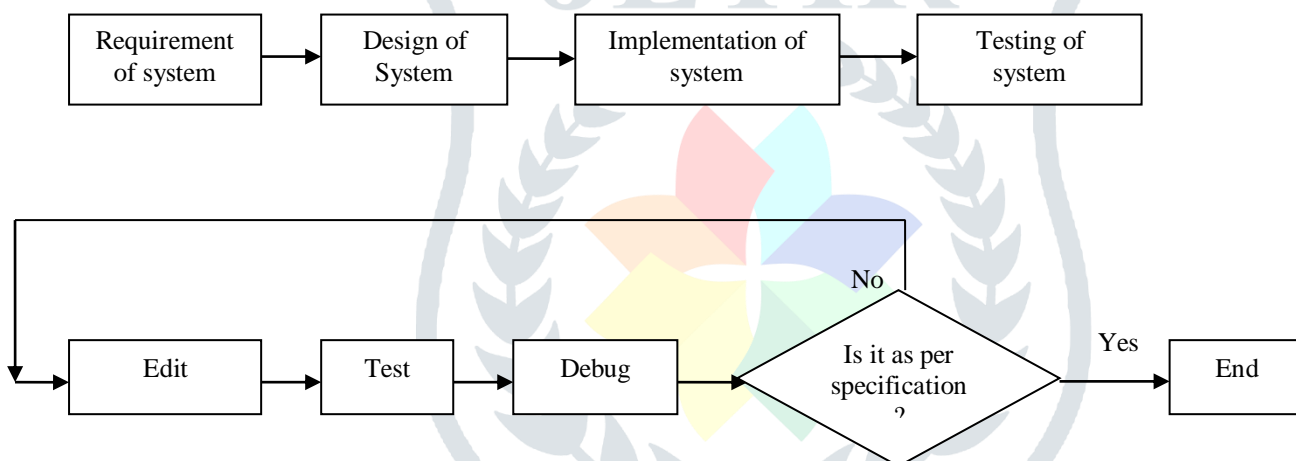 Requirement
of system
Design of
System
Implementation of
system
Testing of
system
No
Edit
Test
Debug
Is it as per
specification
?
Yes
End